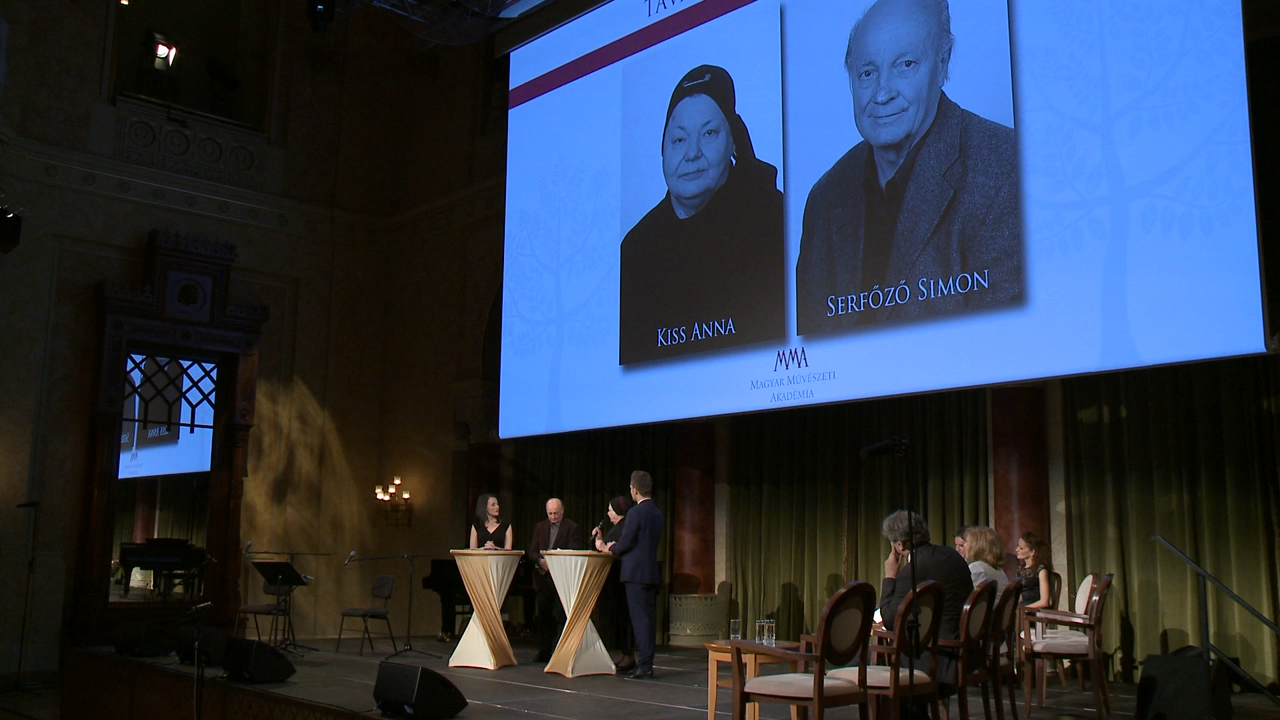 KISS ANNA
SERFŐZŐ SIMON
MMA
MAGYAR MŰVÉSZETI
AKADÉMIA